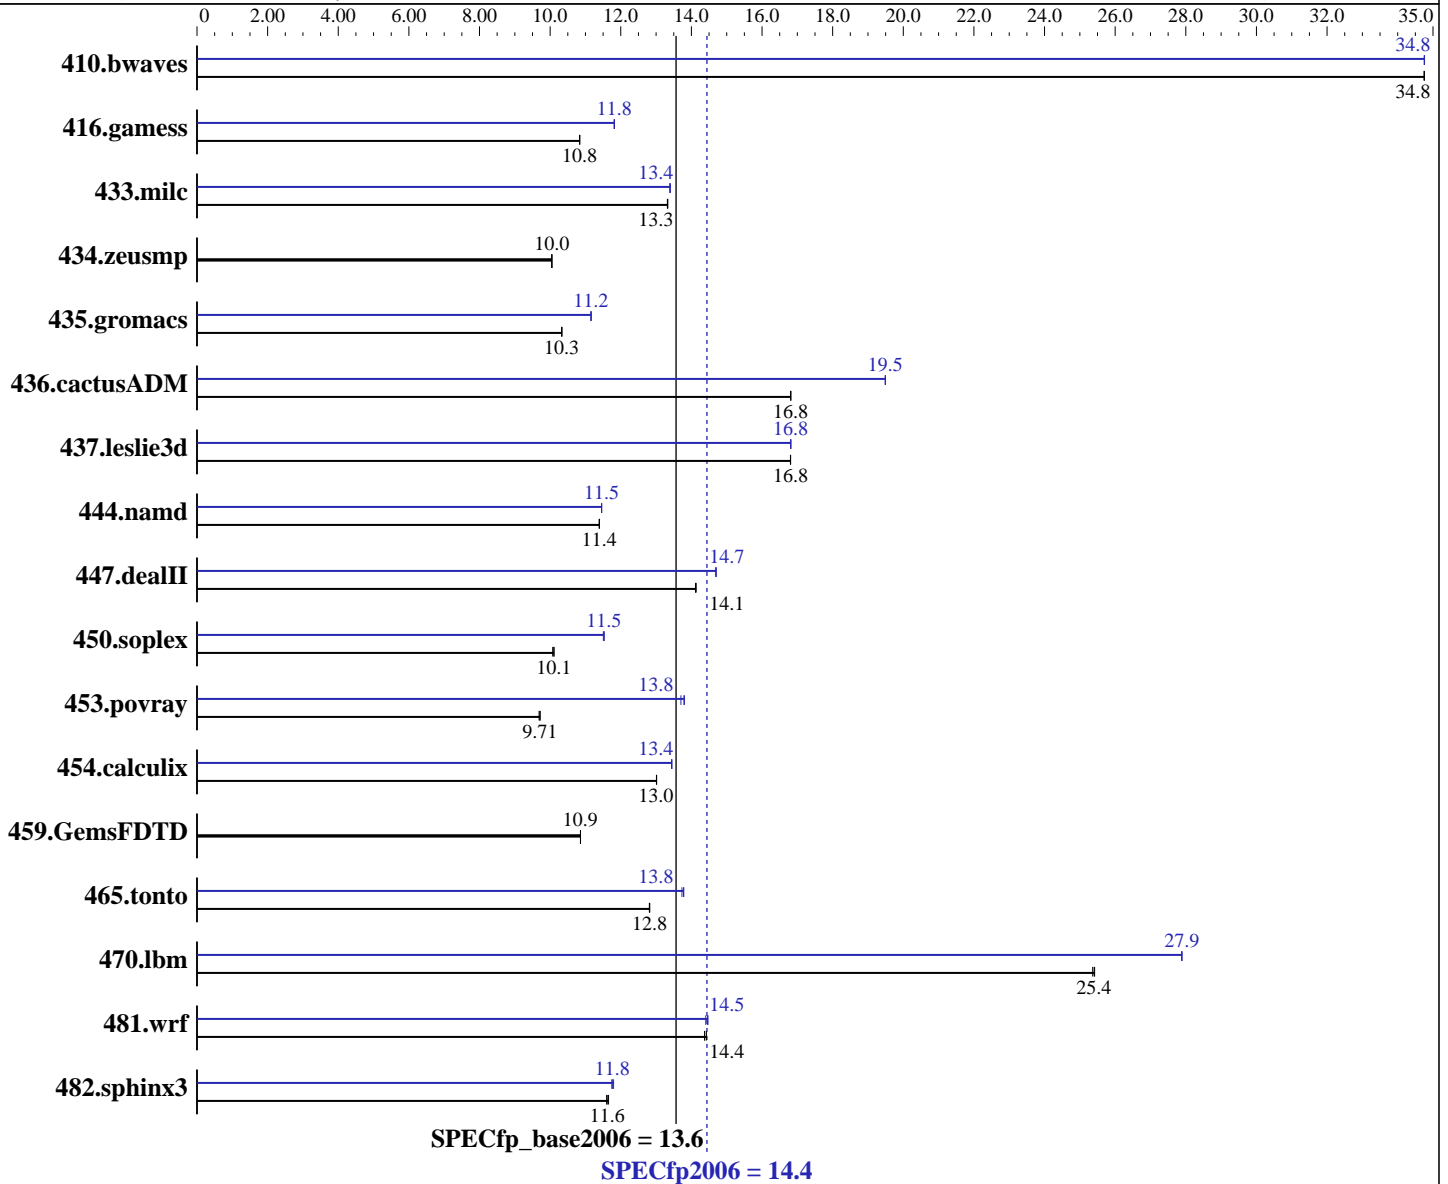 0 2.00 4.00 6.00 8.00 10.0 12.0 14.0 16.0 18.0 20.0 22.0 24.0 26.0 28.0 30.0 32.0 35.0
34.8
410.bwaves
34.8
11.8
416.gamess
10.8
13.4
433.milc
13.3
10.0
434.zeusmp
11.2
435.gromacs
10.3
19.5
436.cactusADM
16.8
16.8
437.leslie3d
16.8
11.5
444.namd
11.4
14.7
447.dealII
14.1
11.5
450.soplex
10.1
13.8
453.povray
9.71
13.4
454.calculix
13.0
10.9
459.GemsFDTD
13.8
465.tonto
12.8
27.9
470.lbm
25.4
14.5
481.wrf
14.4
11.8
482.sphinx3
11.6
SPECfp_base2006 = 13.6
SPECfp2006 = 14.4